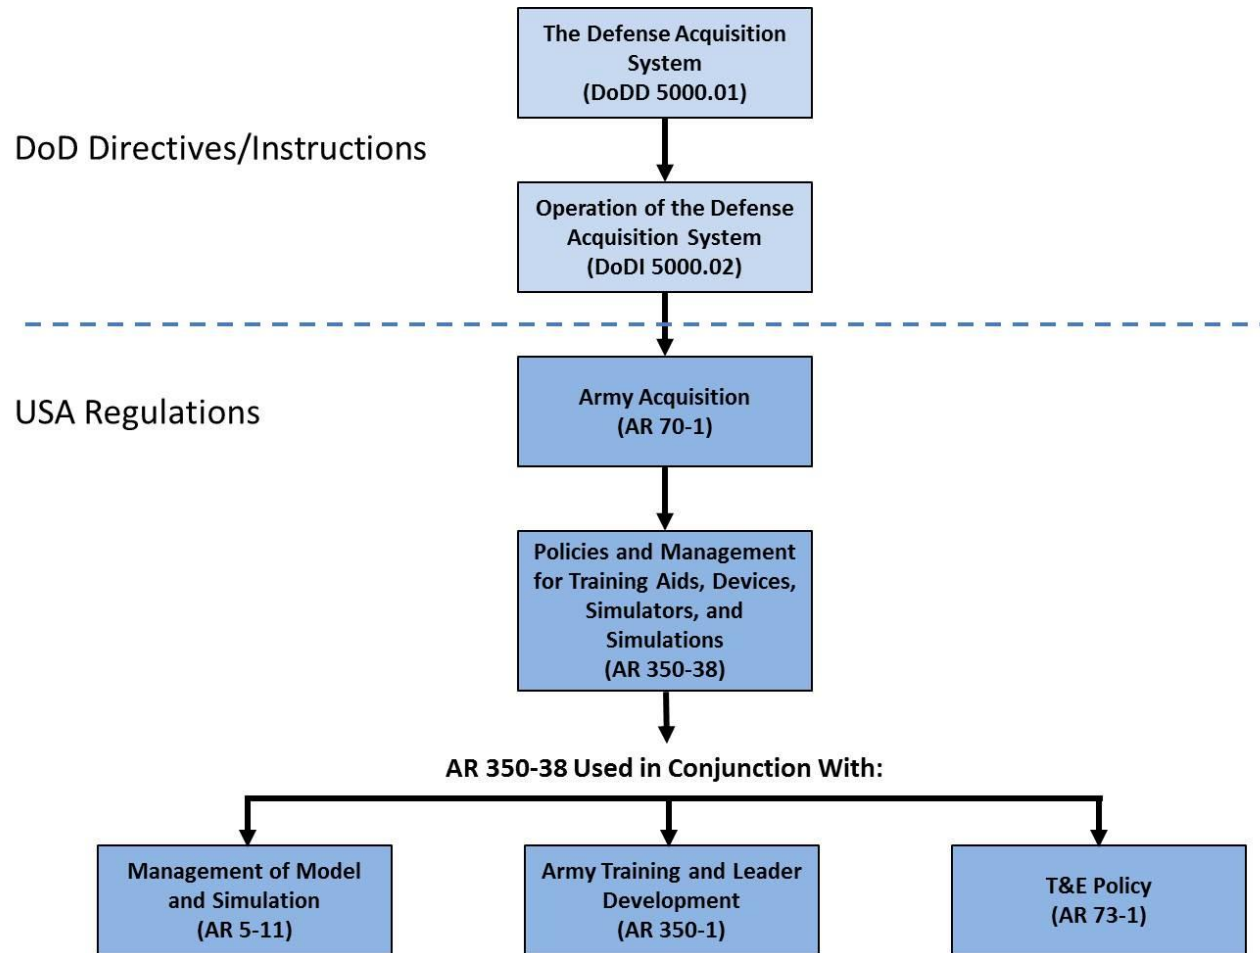 The Defense Acquisition
System
(DoDD 5000.01)
DoD Directives/Instructions
Operation of the Defense
Acquisition System
(DoDI 5000.02)
USA Regulations
Army Acquisition
(AR 70-1)
Policies and Management
for Training Aids, Devices,
Simulators, and
Simulations
(AR 350-38)
AR 350-38 Used in Conjunction With:
Management of Model
and Simulation
(AR 5-11)
Army Training and Leader
Development
(AR 350-1)
T&E Policy
(AR 73-1)